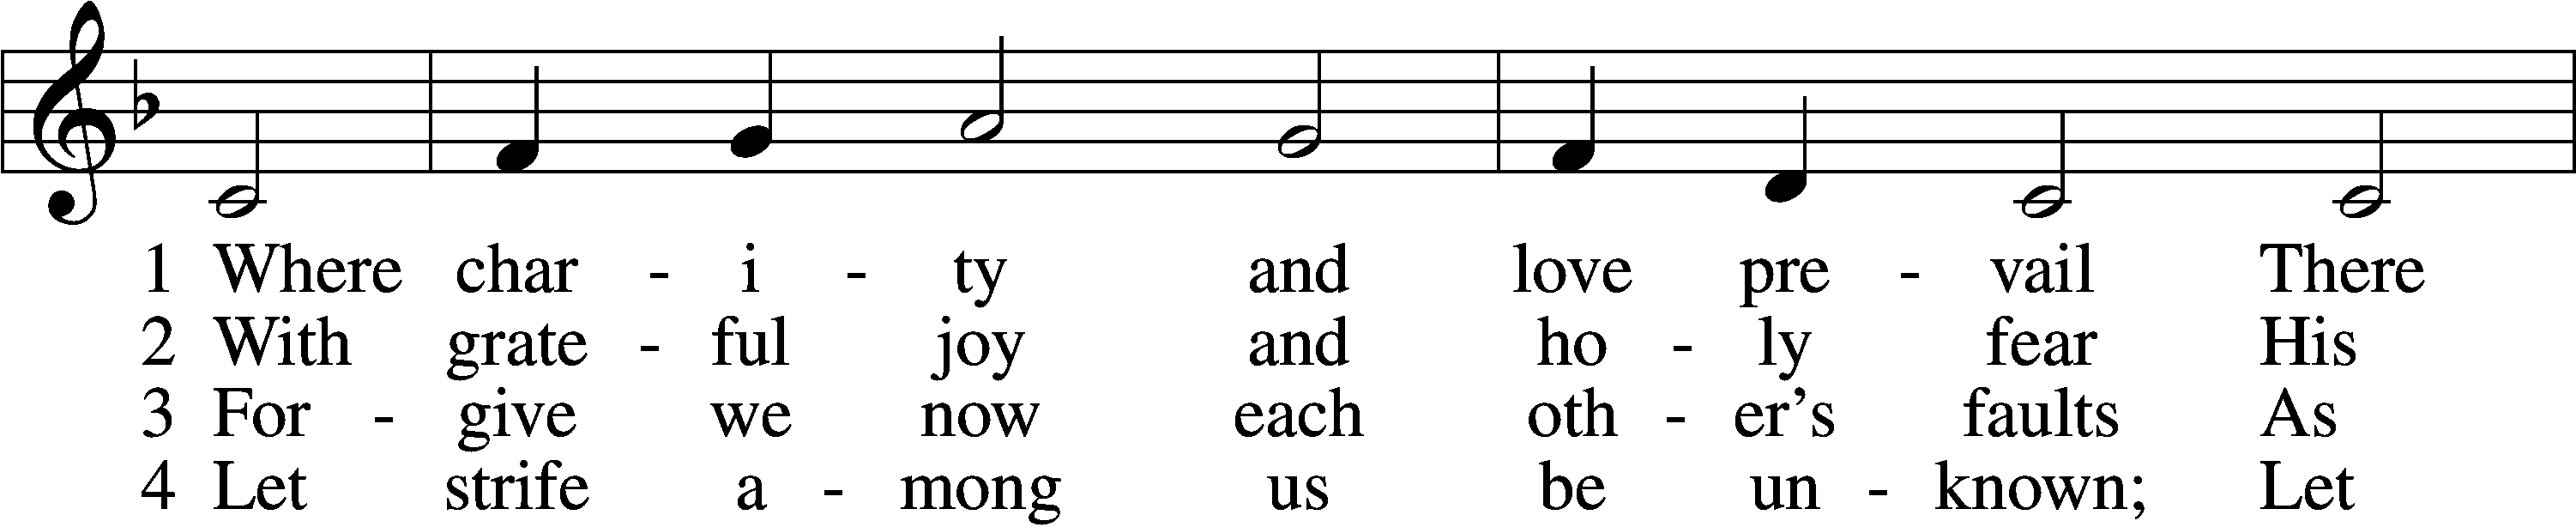 1 Where char - i - ty and love pre - vail There
2 With grate - ful joy and ho - ly fear His
3 For - give we now each oth - er’s faults As
4 Let strife a - mong us be un - known; Let